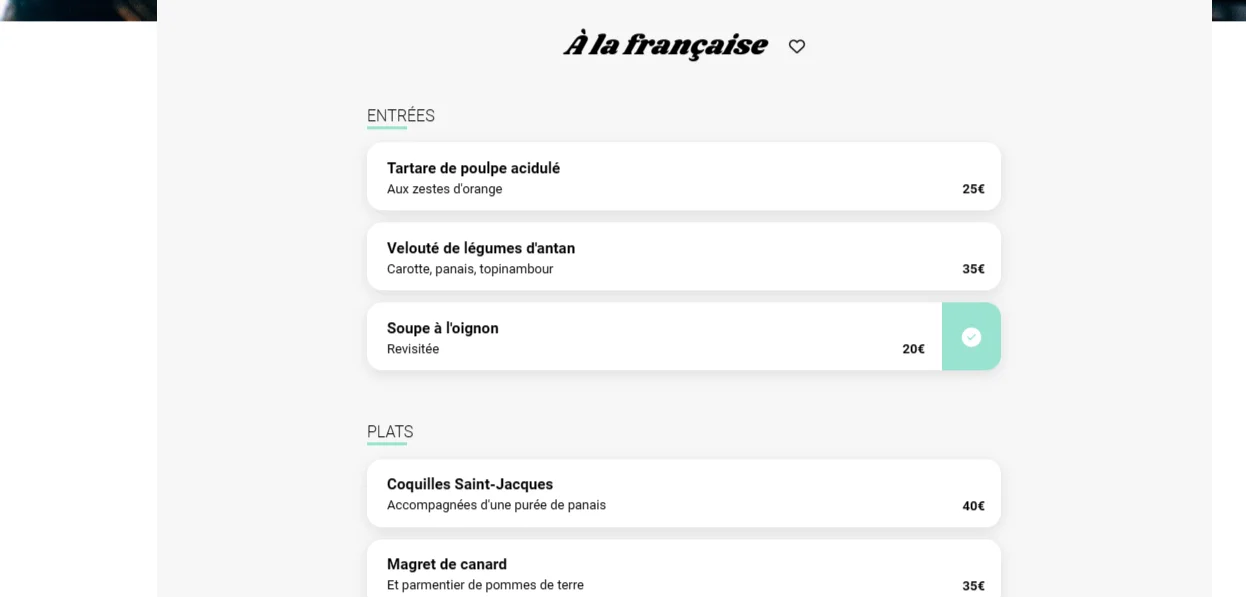 À la française
ENTRÉES
Tartare de poulpe acidulé
Aux zestes d'orange
25€
Velouté de légumes d'antan
Carotte, panais, topinambour
35€
Soupe à l'oignon
Revisitée
20€
PLATS
Coquilles Saint-Jacques
Accompagnées d'une purée de panais
40€
Magret de canard
Et parmentier de pommes de terre
35€